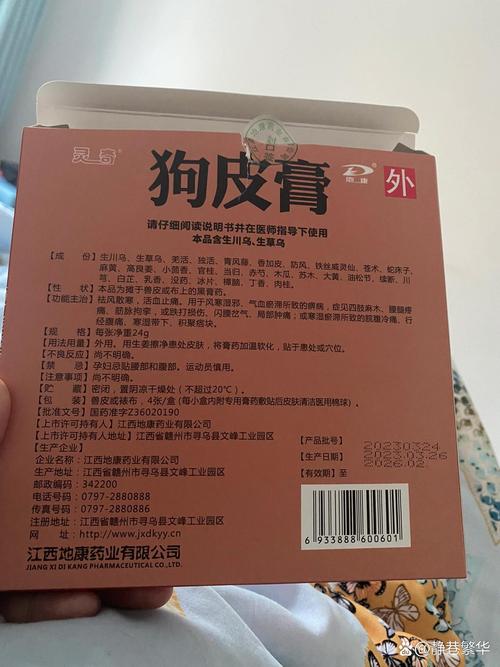 灵奇
狗皮膏
地康
外
请仔细阅读说明书并在医师指导下使用
本品含生川乌、生草乌
【成 份】生川乌、生草乌、羌活、独活、青风藤、香加皮、防风、铁丝威灵仙、苍术、蛇床子、
麻黄、高良姜、小茴香、官桂、当归、赤芍、木瓜、苏木、大黄、油松节、续断、川
芎、白芷、乳香、没药、冰片、樟脑、丁香、肉桂。
【性 状】本品为摊于兽皮或布上的黑膏药。
【功能主治】祛风散寒，活血止痛。用于风寒湿邪、气血瘀滞所致的痹病，症见四肢麻木、腰腿疼
痛、筋脉拘挛，或跌打损伤、闪腰岔气、局部肿痛；或寒湿瘀滞所致的脘腹冷痛，行
经腹痛，寒湿带下、积聚痞块。
【规 格】每张净重24g
【用法用量】外用。用生姜擦净患处皮肤，将膏药加温软化，贴于患处或穴位。
【不良反应】尚不明确。
【禁 忌】孕妇忌贴腰部和腹部。运动员慎用。
【注意事项】尚不明确。
【贮 藏】密闭，置阴凉干燥处（不超过20℃）。
【包 装】兽皮或裱布，4张/盒(每小盒内附专用膏药敷贴后皮肤清洁医用棉球)。
【批准文号】国药准字Z36020190
【上市许可持有人】江西地康药业有限公司
【上市许可持有人地址】江西省赣州市寻乌县文峰工业园区
【生产企业】
企业名称：江西地康药业有限公司
生产地址：江西省赣州市寻乌县文峰工业园区
邮政编码：342200
电话号码：0797-2880888
传真号码：0797-2880886
注册地址：江西省赣州市寻乌县文峰工业园区
网 址：http://www.jxdkyy.cn
江西地康药业有限公司
JIANG XI DI KANG PHARMACEUTICAL CO.,LTD.
【产品批号】20230324
【生产日期】2023.03.26
【有效期】至 2026.02
6 933888 600601
静巷繁华